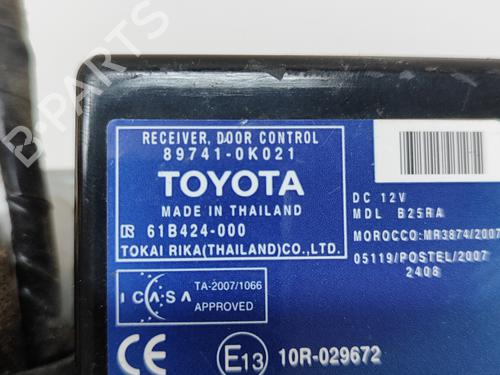 B-PARTS
RECEIVER, DOOR CONTROL
89741-0K021
TOYOTA
MADE IN THAILAND
61B424-000
TOKAI RIKA(THAILAND)CO.,LTD.
DC 12V
MDL B25RA
MOROCCO:MR3874/2007
05119/POSTEL/2007
2408
ICASA
TA-2007/1066
APPROVED
CE
E13
10R-029672